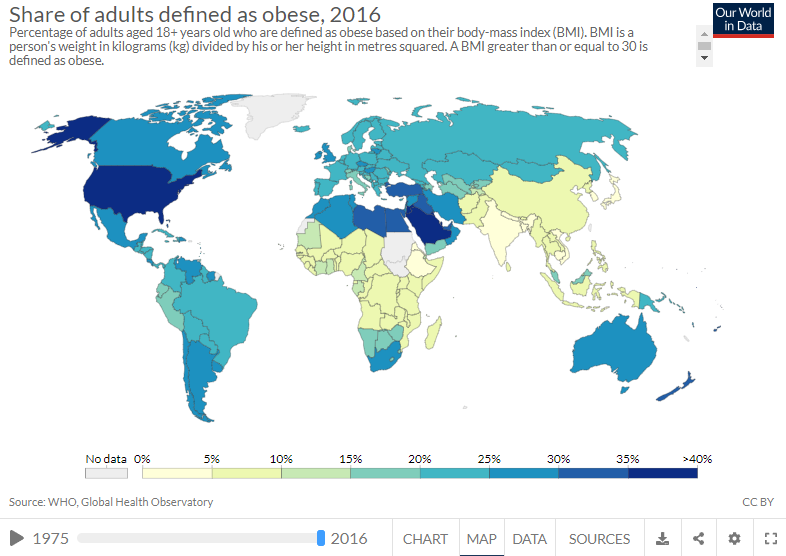 Share of adults defined as obese, 2016
Percentage of adults aged 18+ years old who are defined as obese based on their body-mass index (BMI). BMI is a
person's weight in kilograms (kg) divided by his or her height in metres squared. A BMI greater than or equal to 30 is
defined as obese.
Our World
in Data
No data 0% 5% 10% 15% 20% 25% 30% 35% >40%
Source: WHO, Global Health Observatory
CC BY
1975 2016 CHART MAP DATA SOURCES